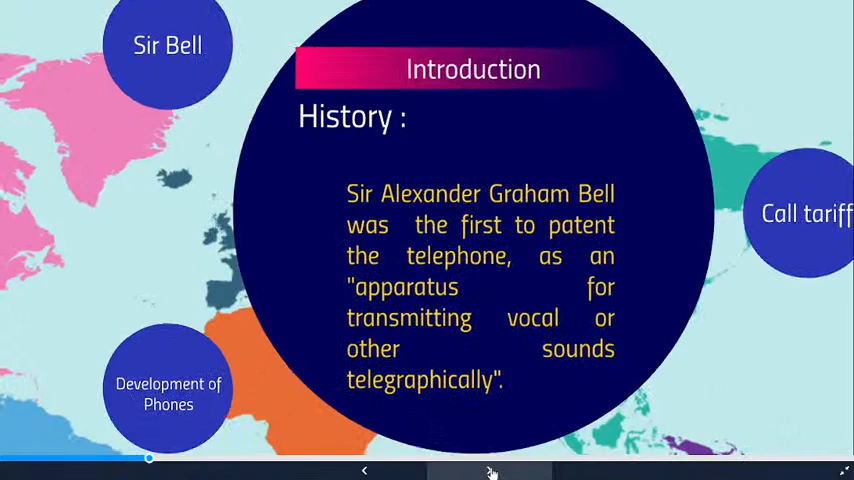 Sir Bell
Introduction
History :
Sir Alexander Graham Bell
was the first to patent
the telephone, as an
"apparatus for
transmitting vocal or
other sounds
telegraphically".
Call tariff
Development of
Phones